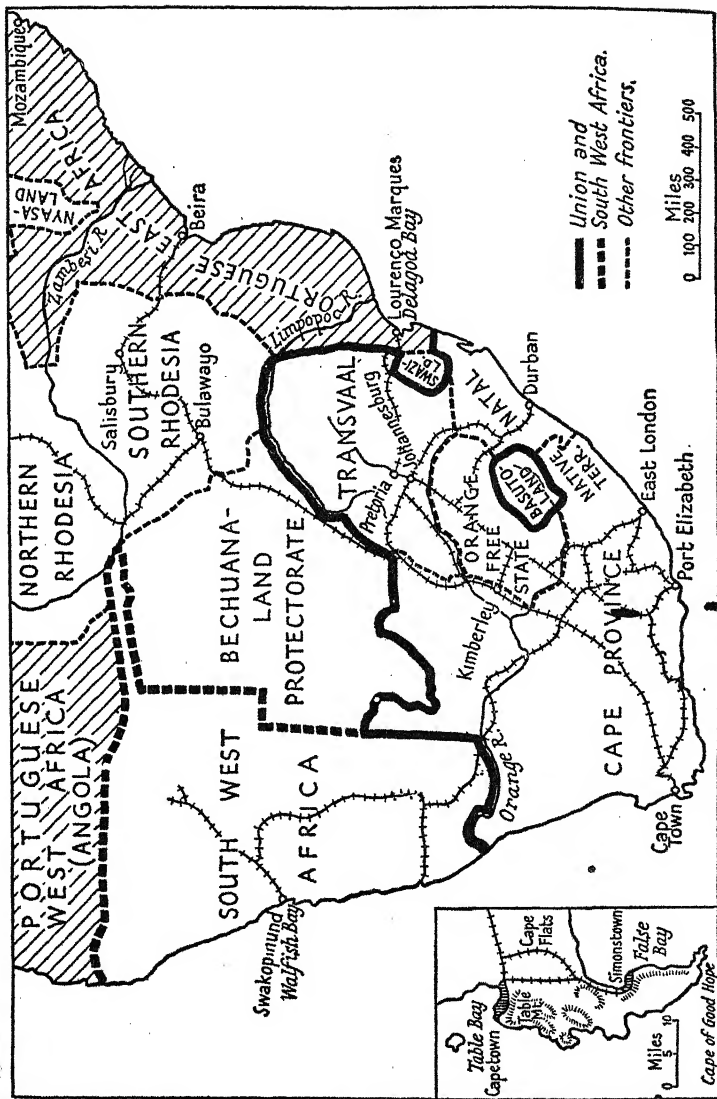 PORTUGUESE
WEST AFRICA
(ANGOLA)
NORTHERN
RHODESIA
NYASA-
LAND
Mozambique
Zambesi R.
PORTUGUESE EAST AFRICA
Salisbury
SOUTHERN
RHODESIA
Bulawayo
Beira
SOUTH WEST
AFRICA
Swakopmund
Walfish Bay
BECHUANA-
LAND
PROTECTORATE
Limpopo R.
TRANSVAAL
Pretoria
Johannesburg
Lourenço Marques
Delagoa Bay
SWAZI-
LD.
Orange R.
Kimberley
ORANGE
FREE
STATE
BASUTO-
LAND
NATAL
Durban
NATIVE
TERR.
CAPE PROVINCE
East London
Port Elizabeth
Cape
Town
Union and
South West Africa.
Other frontiers.
Miles
0 100 200 300 400 500
Table Bay
Capetown
Table
Mt.
Cape
Flats
Simonstown
False
Bay
Miles
0 5 10
Cape of Good Hope